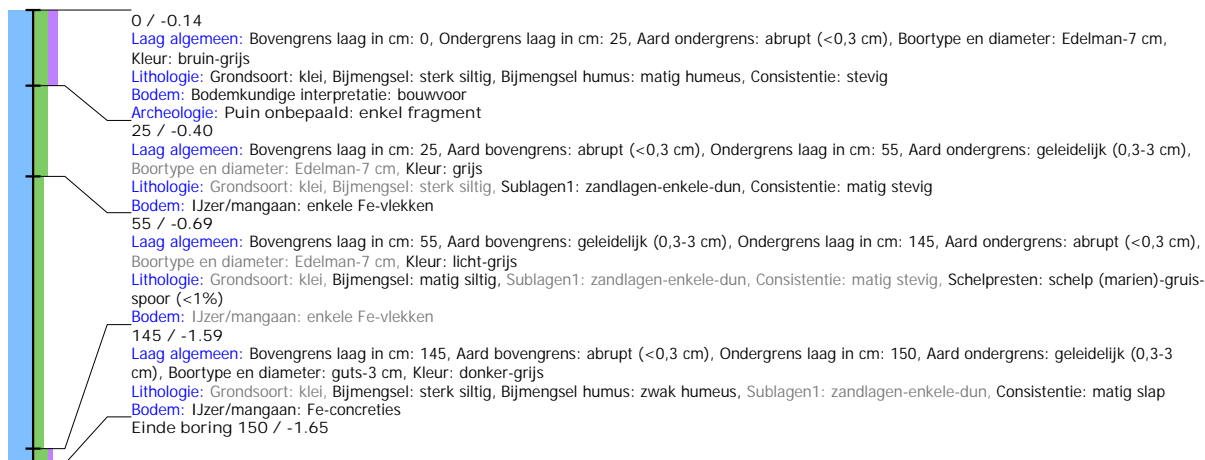 0 / -0.14
Laag algemeen: Bovengrens laag in cm: 0, Ondergrens laag in cm: 25, Aard ondergrens: abrupt (<0,3 cm), Boortype en diameter: Edelman-7 cm,
Kleur: bruin-grijs
Lithologie: Grondsoort: klei, Bijmengsel: sterk siltig, Bijmengsel humus: matig humeus, Consistentie: stevig
Bodem: Bodemkundige interpretatie: bouwvoor
Archeologie: Puin onbepaald: enkel fragment
25 / -0.40
Laag algemeen: Bovengrens laag in cm: 25, Aard bovengrens: abrupt (<0,3 cm), Ondergrens laag in cm: 55, Aard ondergrens: geleidelijk (0,3-3 cm),
Boortype en diameter: Edelman-7 cm, Kleur: grijs
Lithologie: Grondsoort: klei, Bijmengsel: sterk siltig, Sublagen1: zandlagen-enkele-dun, Consistentie: matig stevig
Bodem: IJzer/mangaan: enkele Fe-vlekken
55 / -0.69
Laag algemeen: Bovengrens laag in cm: 55, Aard bovengrens: geleidelijk (0,3-3 cm), Ondergrens laag in cm: 145, Aard ondergrens: abrupt (<0,3 cm),
Boortype en diameter: Edelman-7 cm, Kleur: licht-grijs
Lithologie: Grondsoort: klei, Bijmengsel: matig siltig, Sublagen1: zandlagen-enkele-dun, Consistentie: matig stevig, Schelpresten: schelp (marien)-gruis-
spoor (<1%)
Bodem: IJzer/mangaan: enkele Fe-vlekken
145 / -1.59
Laag algemeen: Bovengrens laag in cm: 145, Aard bovengrens: abrupt (<0,3 cm), Ondergrens laag in cm: 150, Aard ondergrens: geleidelijk (0,3-3
cm), Boortype en diameter: guts-3 cm, Kleur: donker-grijs
Lithologie: Grondsoort: klei, Bijmengsel: sterk siltig, Bijmengsel humus: zwak humeus, Sublagen1: zandlagen-enkele-dun, Consistentie: matig slap
Bodem: IJzer/mangaan: Fe-concreties
Einde boring 150 / -1.65